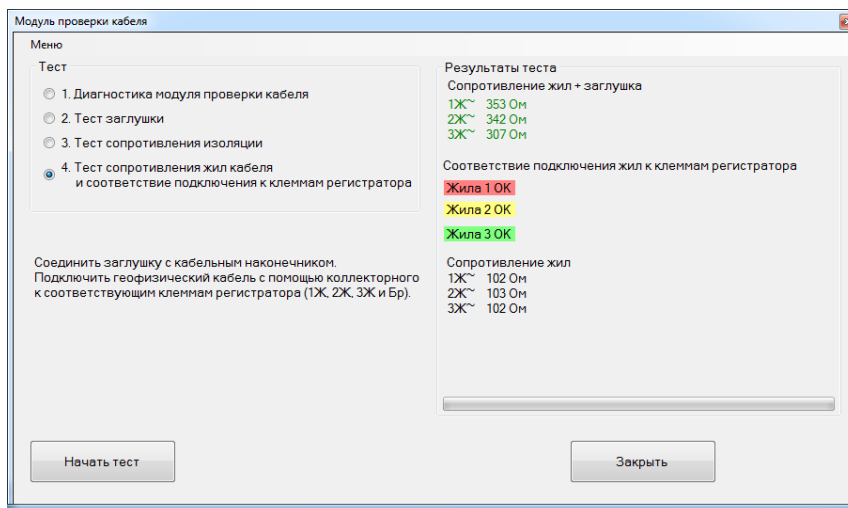 Модуль проверки кабеля
Меню
Тест
1. Диагностика модуля проверки кабеля
2. Тест заглушки
3. Тест сопротивления изоляции
4. Тест сопротивления жил кабеля
и соответствие подключения к клеммам регистратора
Соединить заглушку с кабельным наконечником.
Подключить геофизический кабель с помощью коллекторного
к соответствующим клеммам регистратора (1Ж, 2Ж, 3Ж и Бр).
Начать тест
Результаты теста
Сопротивление жил + заглушка
1Ж~ 353 Ом
2Ж~ 342 Ом
3Ж~ 307 Ом
Соответствие подключения жил к клеммам регистратора
Жила 1 ОК
Жила 2 ОК
Жила 3 ОК
Сопротивление жил
1Ж~ 102 Ом
2Ж~ 103 Ом
3Ж~ 102 Ом
Закрыть